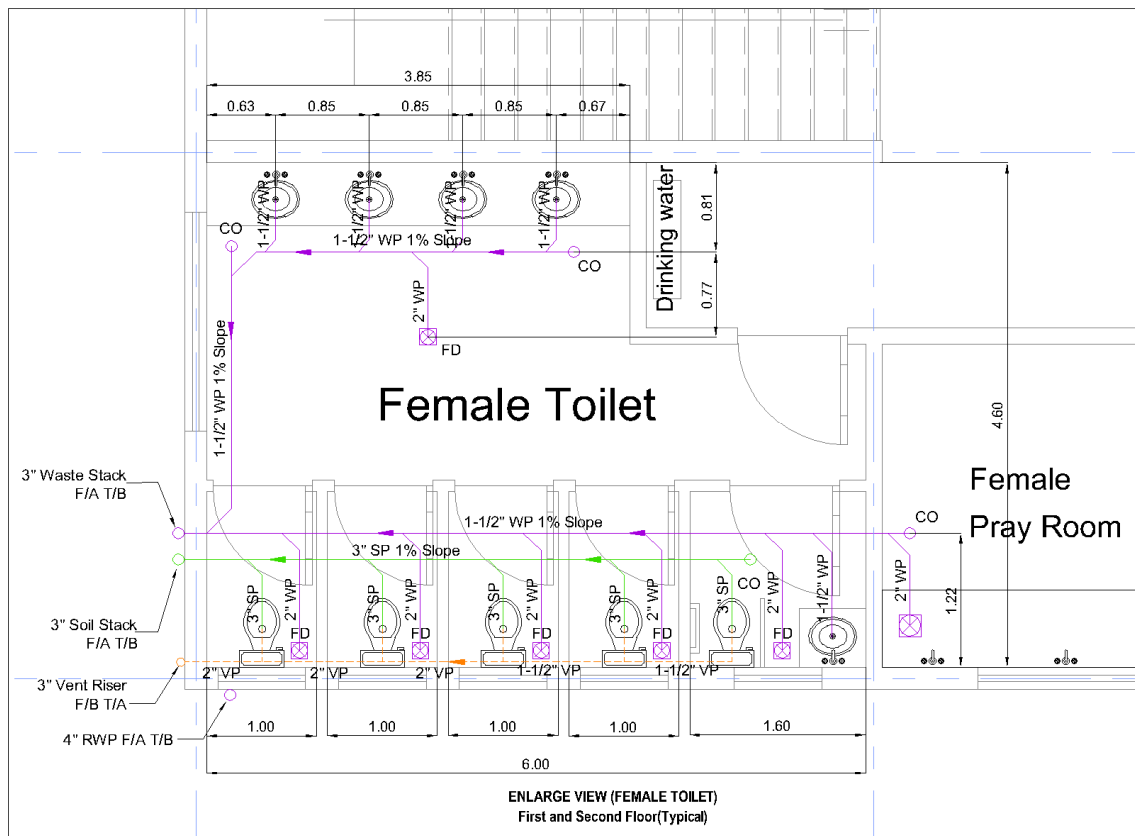 3.85
0.63
0.85
0.85
0.85
0.67
1-1/2" WP
1-1/2" WP
1-1/2" WP
1-1/2" WP
Drinking water
0.81
CO
1-1/2" WP 1% Slope
CO
0.77
2" WP
FD
1-1/2" WP 1% Slope
Female Toilet
4.60
3" Waste Stack
F/A T/B
Female
Pray Room
1-1/2" WP 1% Slope
CO
3" SP 1% Slope
CO
3" Soil Stack
F/A T/B
3" SP
2" WP
3" SP
2" WP
3" SP
2" WP
3" SP
2" WP
3" SP
2" WP
1-1/2" WP
2" WP
1.22
FD
FD
FD
FD
FD
3" Vent Riser
F/B T/A
2" VP
2" VP
2" VP
1-1/2" VP
1-1/2" VP
4" RWP F/A T/B
1.00
1.00
1.00
1.00
1.60
6.00
ENLARGE VIEW (FEMALE TOILET)
First and Second Floor(Typical)